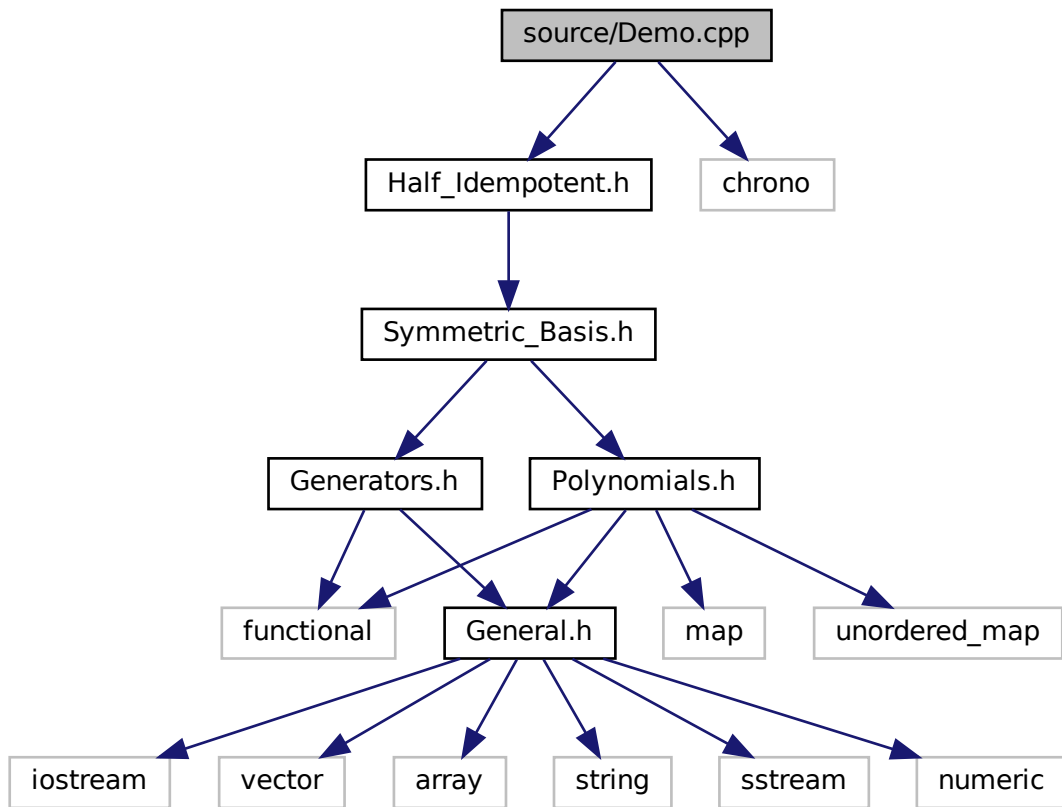 source/Demo.cpp
Half_Idempotent.h
chrono
Symmetric_Basis.h
Generators.h
Polynomials.h
functional
General.h
map
unordered_map
iostream
vector
array
string
sstream
numeric